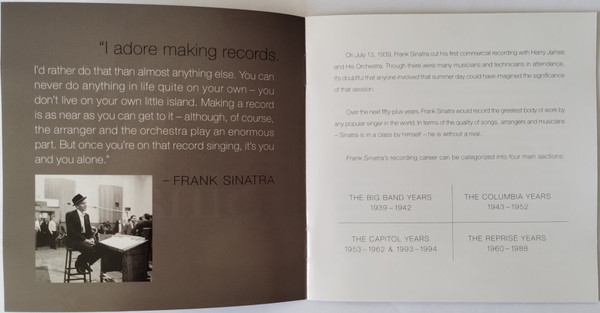 "I adore making records.
I'd rather do that than almost anything else. You can
never do anything in life quite on your own – you
don't live on your own little island. Making a record
is as near as you can get to it – although, of course,
the arranger and the orchestra play an enormous
part. But once you're on that record singing, it's you
and you alone."
– FRANK SINATRA
On July 13, 1939, Frank Sinatra cut his first commercial recording with Harry James
and His Orchestra. Though there were many musicians and technicians in attendance,
it's doubtful that anyone involved that summer day could have imagined the significance
of that session.
Over the next fifty-plus years, Frank Sinatra would record the greatest body of work by
any popular singer in the world. In terms of the quality of songs, arrangers and musicians
– Sinatra is in a class by himself – he is without a rival.
Frank Sinatra's recording career can be categorized into four main sections:
THE BIG BAND YEARS
1939 – 1942
THE COLUMBIA YEARS
1943 – 1952
THE CAPITOL YEARS
1953 – 1962 & 1993 – 1994
THE REPRISE YEARS
1960 – 1988